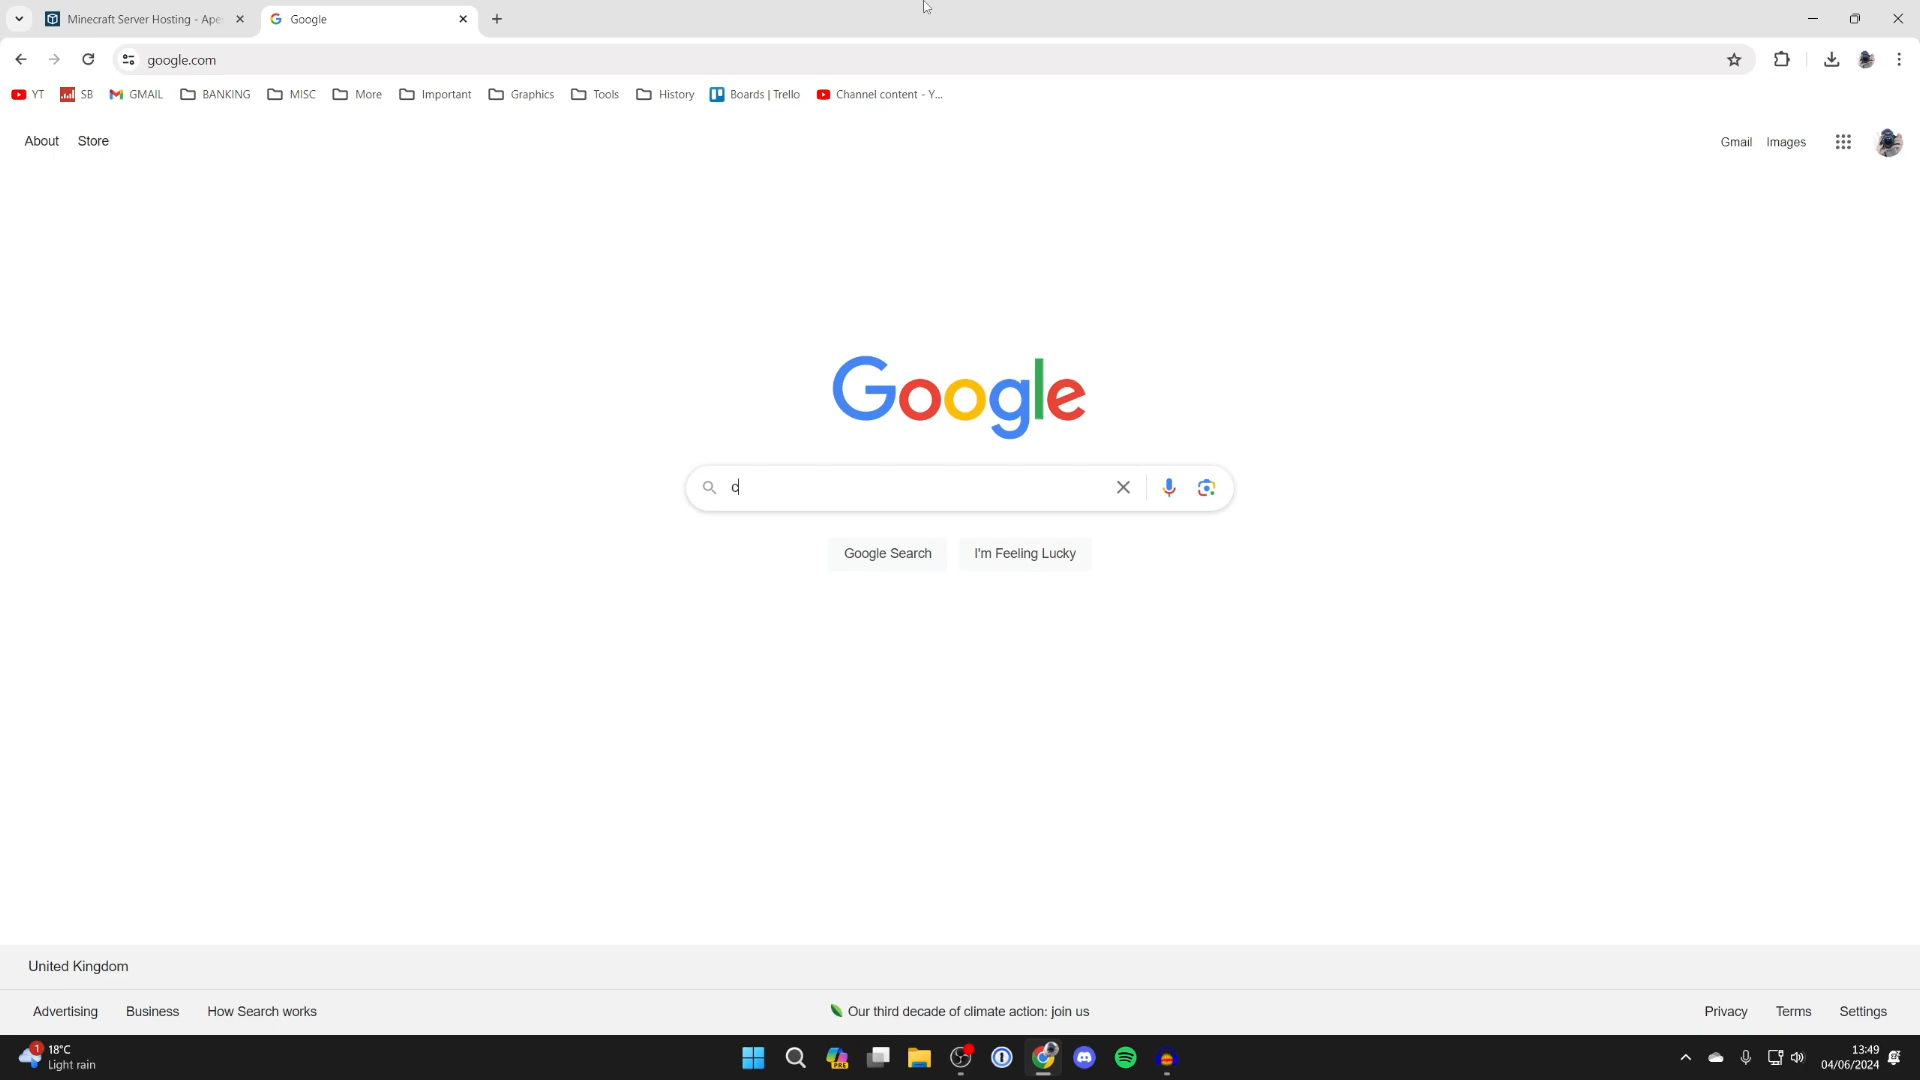 Minecraft Server Hosting - Ape
Google
google.com
YT
SB
GMAIL
BANKING
MISC
More
Important
Graphics
Tools
History
Boards | Trello
Channel content - Y...
About
Store
Gmail
Images
Google
c
Google Search
I'm Feeling Lucky
United Kingdom
Advertising
Business
How Search works
Our third decade of climate action: join us
Privacy
Terms
Settings
1
18°C
Light rain
PRE
13:49
04/06/2024